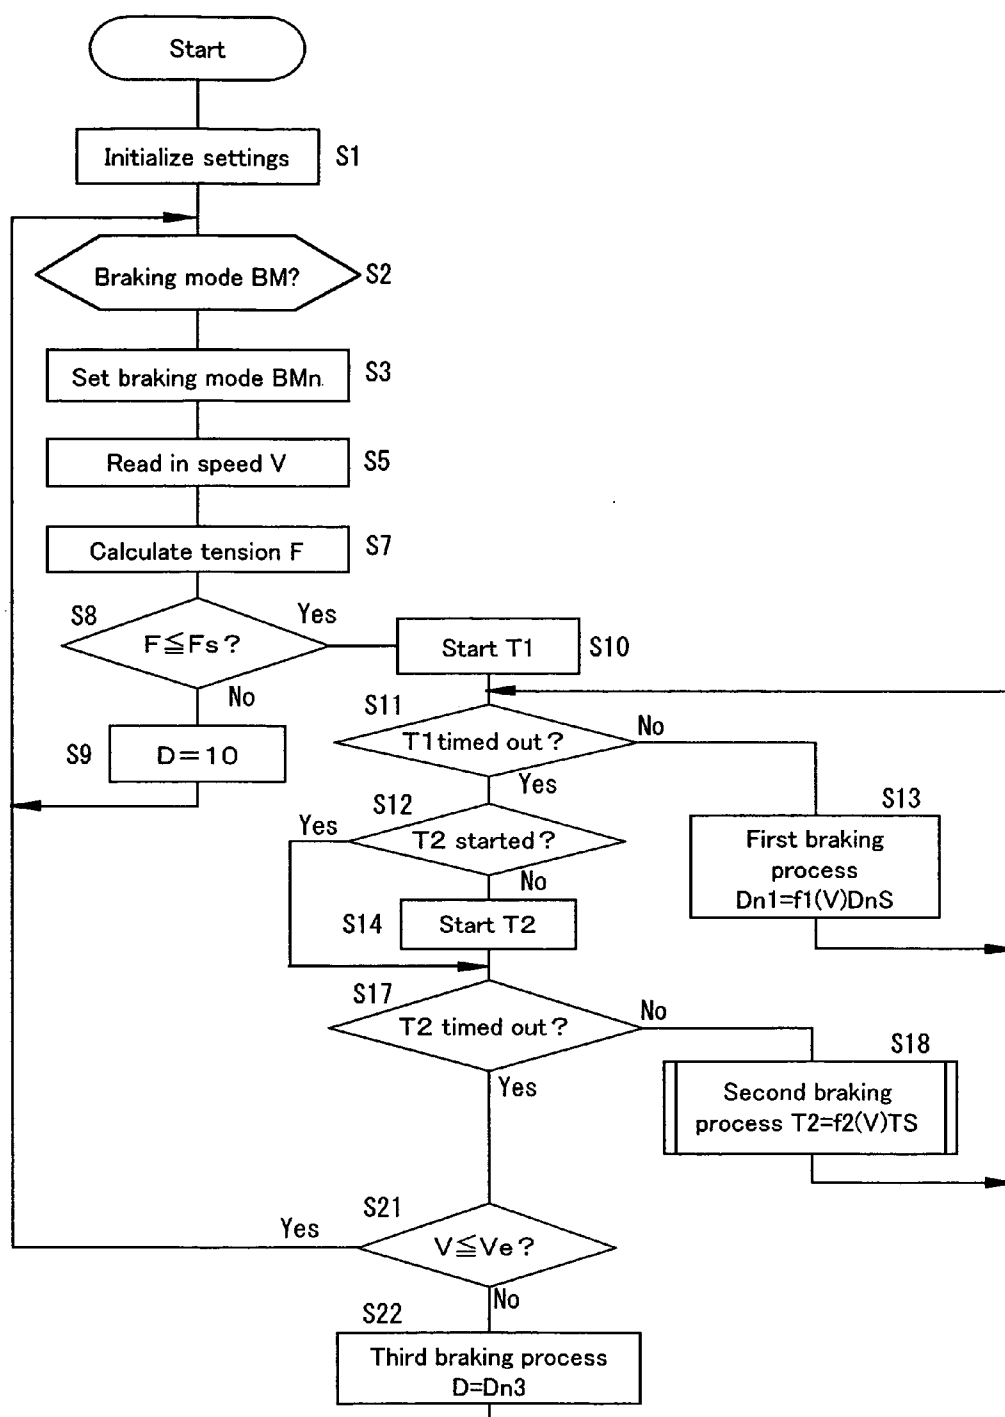 Start
Initialize settings
S1
Braking mode BM?
S2
Set braking mode BMn
S3
Read in speed V
S5
Calculate tension F
S7
S8
F≦Fs?
Yes
No
Start T1
S10
S9
D=10
S11
T1 timed out?
No
Yes
S12
Yes
T2 started?
No
S13
First braking
process
Dn1=f1(V)DnS
S14
Start T2
S17
T2 timed out?
No
Yes
S18
Second braking
process T2=f2(V)TS
S21
Yes
V≦Ve?
No
S22
Third braking process
D=Dn3